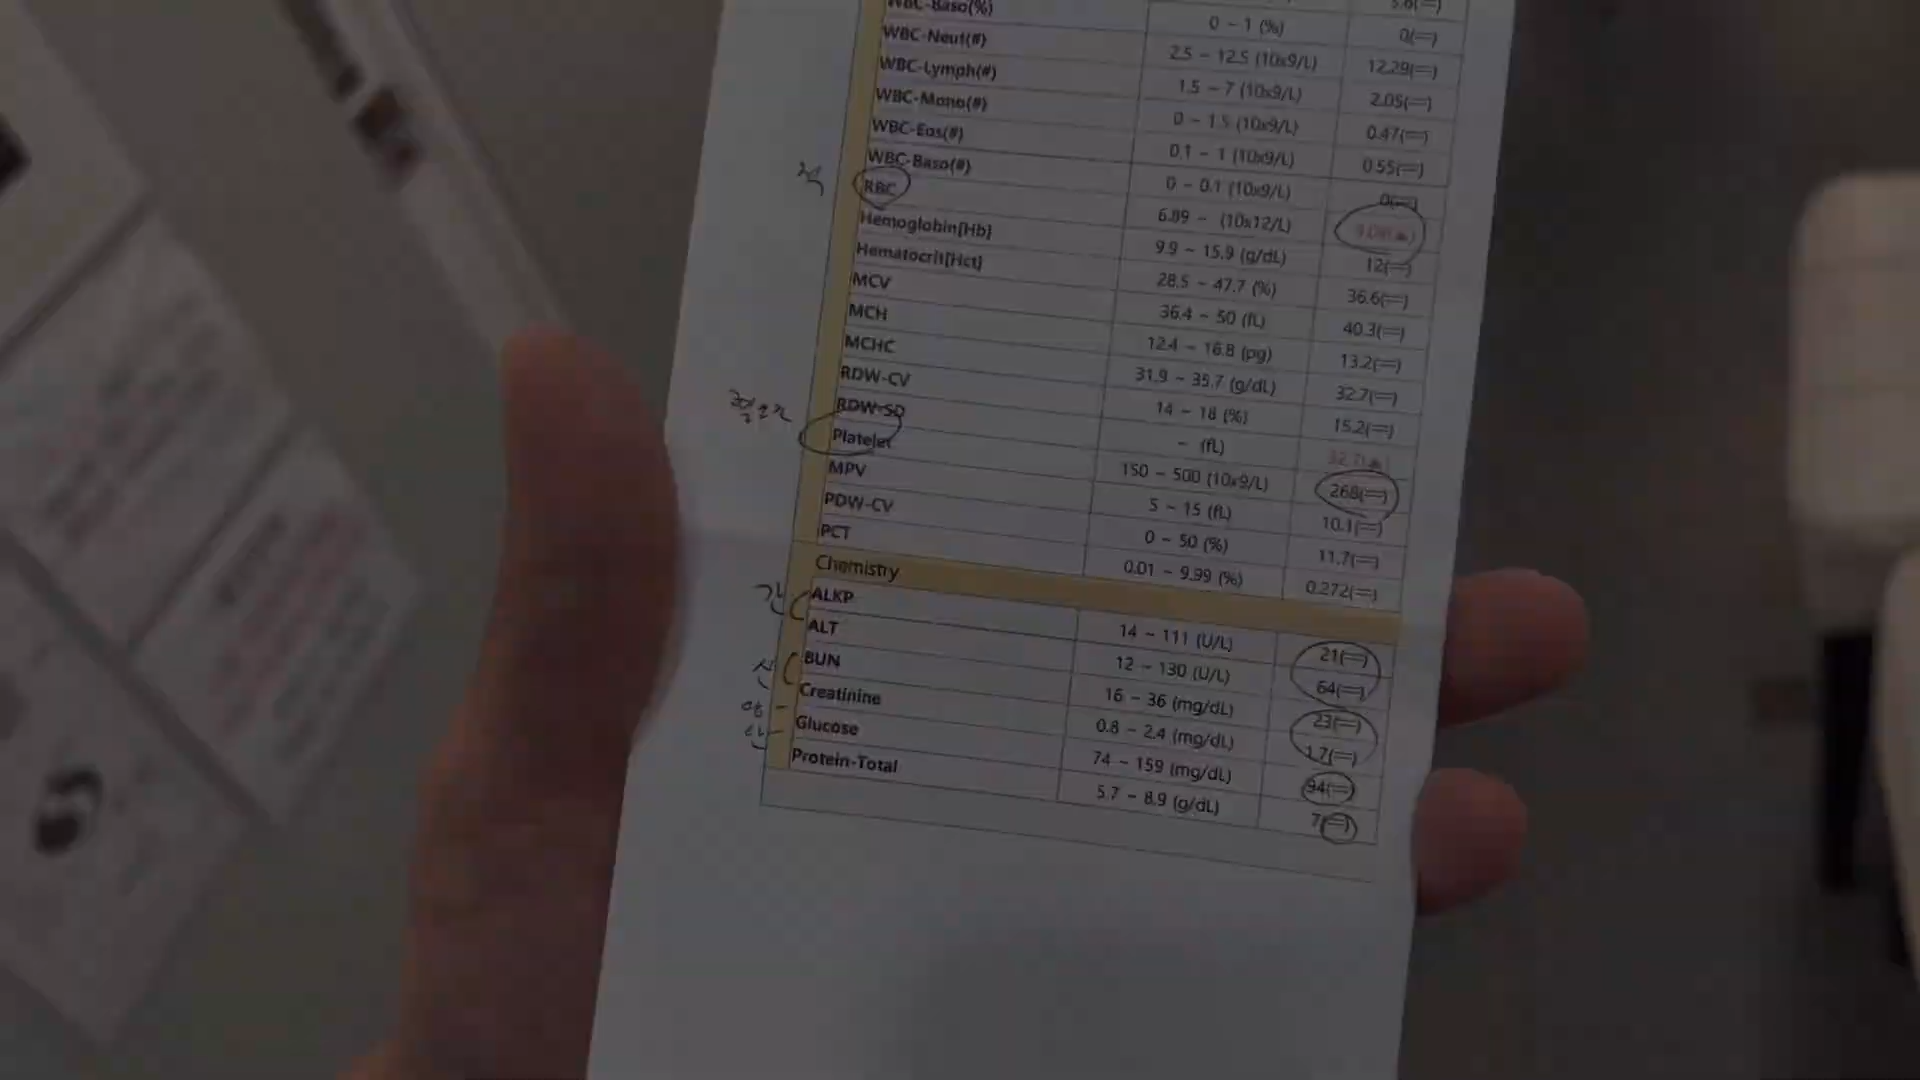 WBC-Baso(%) 0 ~ 1 (%) 0(==)
WBC-Neut(#) 2.5 ~ 12.5 (10x9/L) 12.29(==)
WBC-Lymph(#) 1.5 ~ 7 (10x9/L) 2.05(==)
WBC-Mono(#) 0 ~ 1.5 (10x9/L) 0.47(==)
WBC-Eos(#) 0.1 ~ 1 (10x9/L) 0.55(==)
WBC-Baso(#) 0 ~ 0.1 (10x9/L) 0(==)
RBC 6.89 ~ (10x12/L)
Hemoglobin[Hb] 9.9 ~ 15.9 (g/dL) 12(==)
Hematocrit[Hct] 28.5 ~ 47.7 (%) 36.6(==)
MCV 36.4 ~ 50 (fL) 40.3(==)
MCH 12.4 ~ 16.8 (pg) 13.2(==)
MCHC 31.9 ~ 35.7 (g/dL) 32.7(==)
RDW-CV 14 ~ 18 (%) 15.2(==)
RDW-SD ~ (fL) 32.7(▲)
혈소판 Platelet 150 ~ 500 (10x9/L) 268(==)
MPV 5 ~ 15 (fL) 10.1(==)
PDW-CV 0 ~ 50 (%) 11.7(==)
PCT 0.01 ~ 9.99 (%) 0.272(==)
Chemistry
간 ALKP 14 ~ 111 (U/L) 21(==)
ALT 12 ~ 130 (U/L) 64(==)
신 BUN 16 ~ 36 (mg/dL) 23(==)
Creatinine 0.8 ~ 2.4 (mg/dL) 1.7(==)
Glucose 74 ~ 159 (mg/dL) 94(==)
Protein-Total 5.7 ~ 8.9 (g/dL) 7(==)